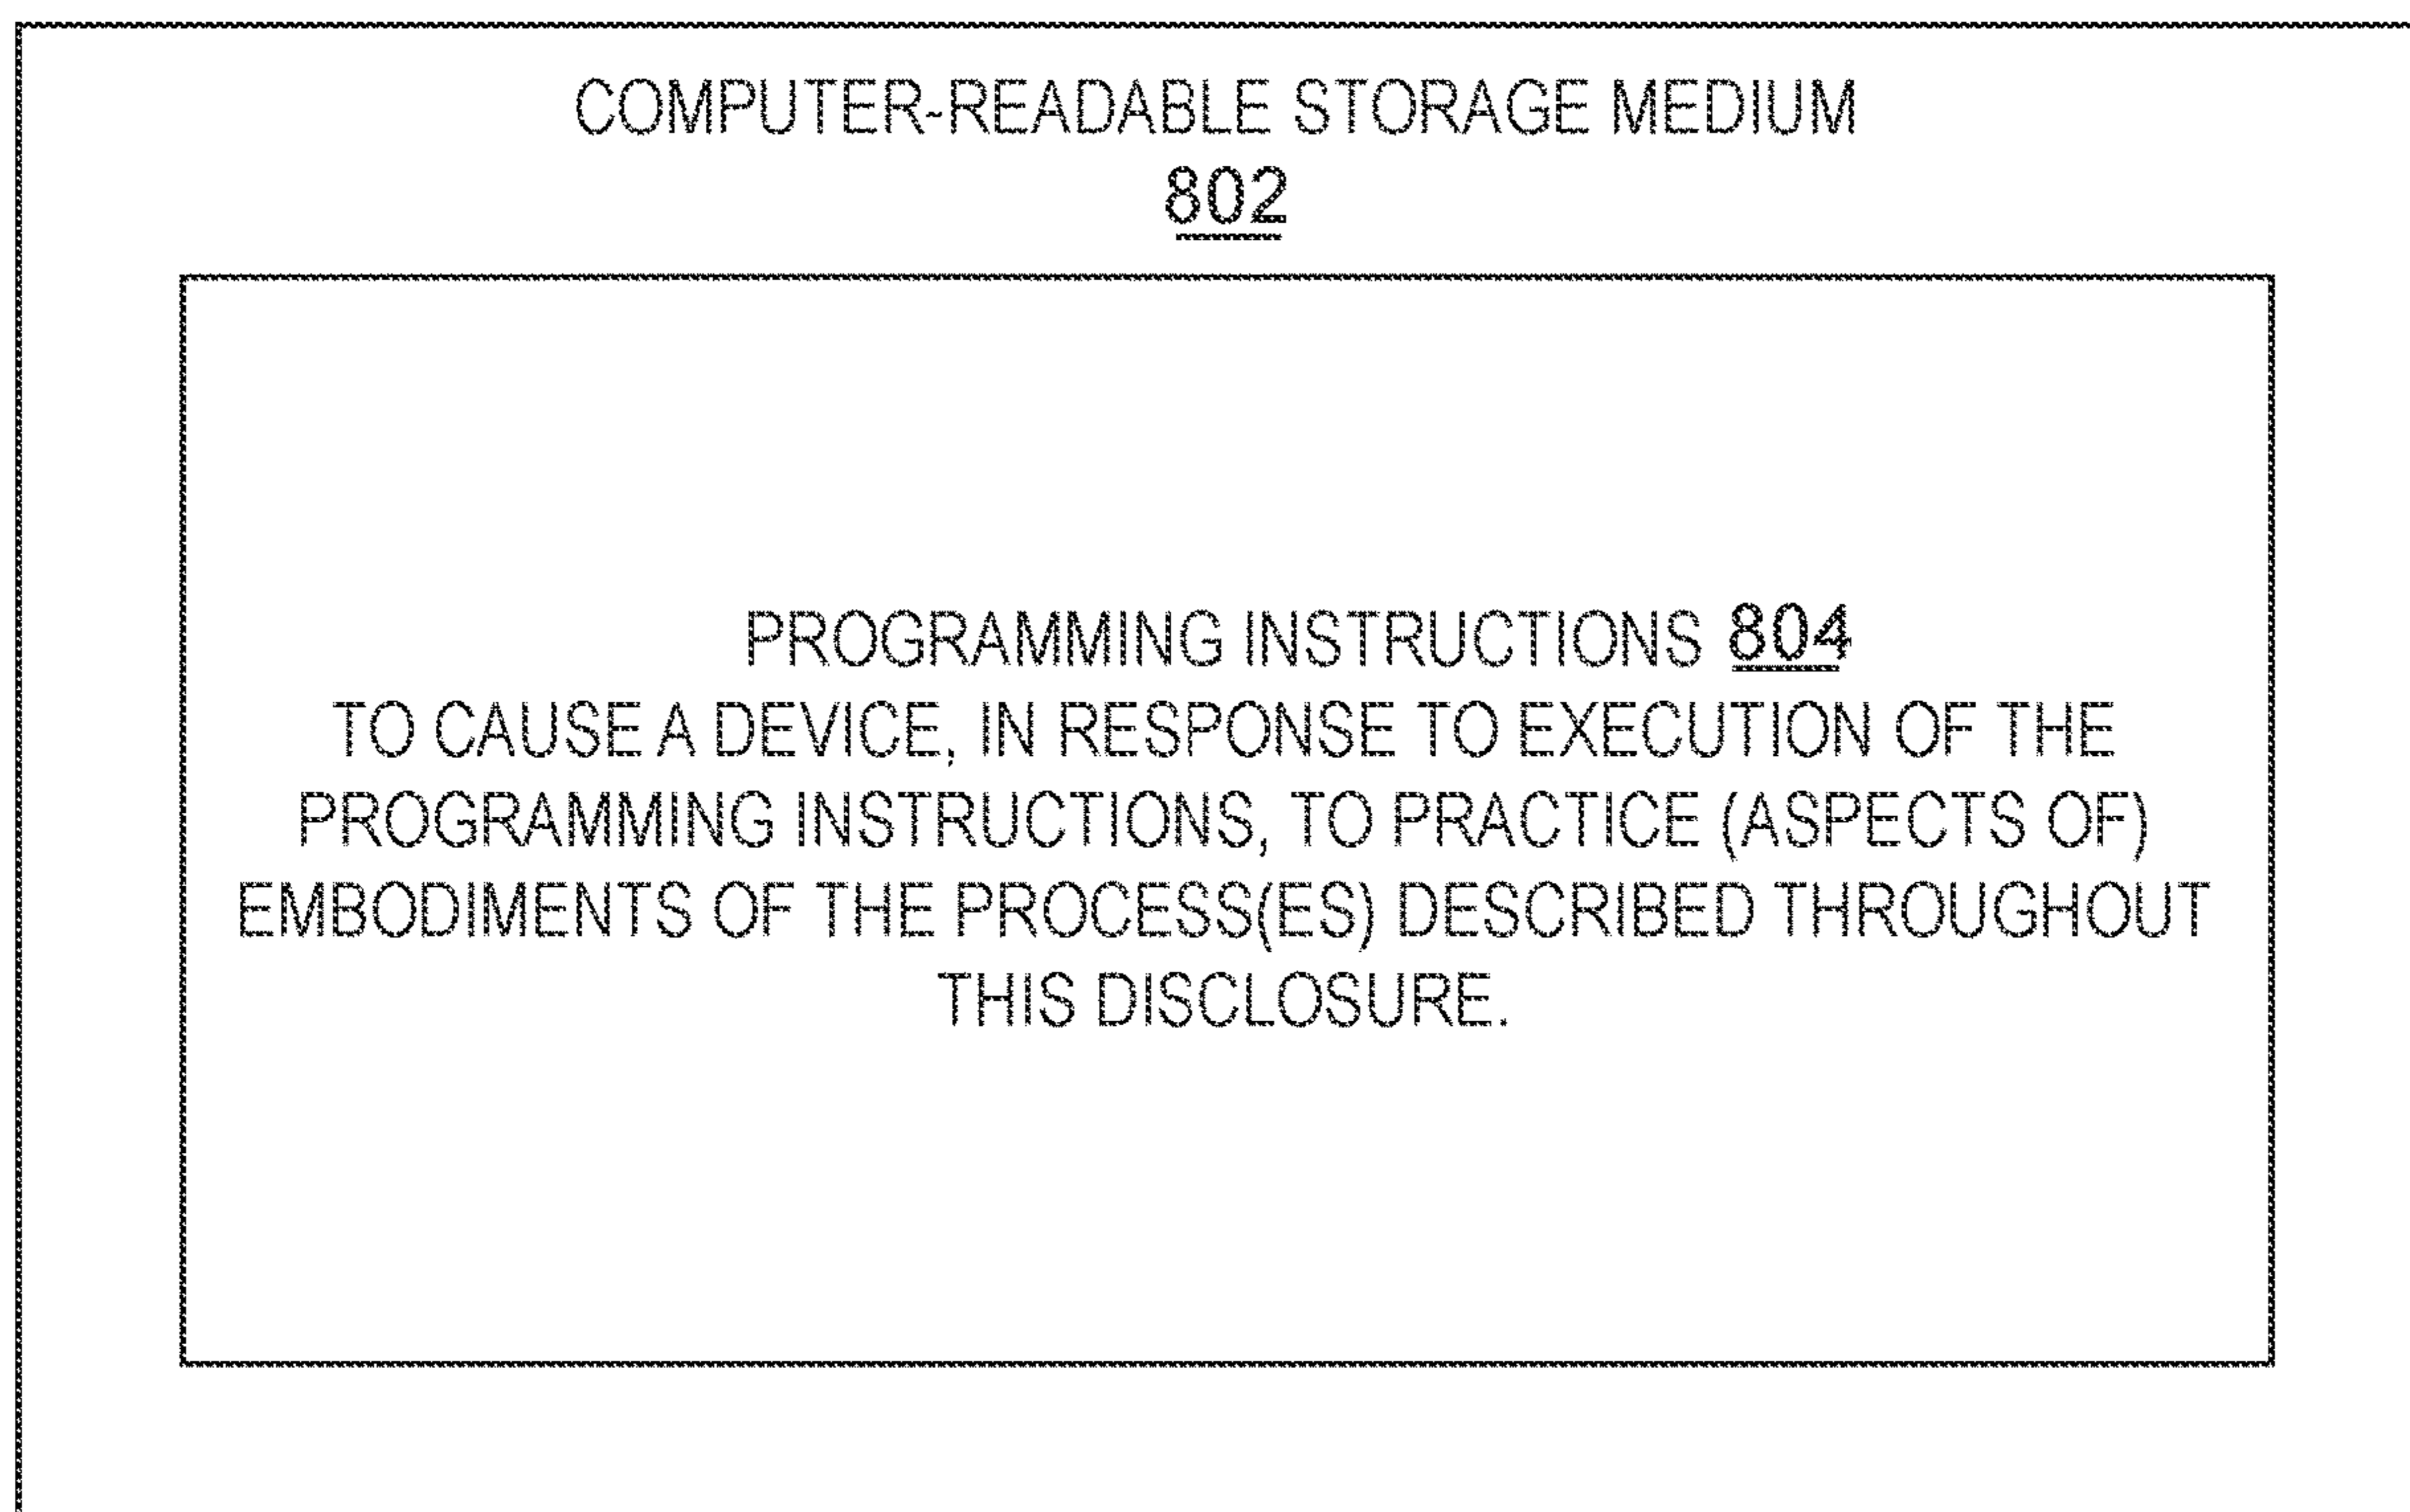 COMPUTER-READABLE STORAGE MEDIUM
802
PROGRAMMING INSTRUCTIONS 804
TO CAUSE A DEVICE, IN RESPONSE TO EXECUTION OF THE
PROGRAMMING INSTRUCTIONS, TO PRACTICE (ASPECTS OF)
EMBODIMENTS OF THE PROCESS(ES) DESCRIBED THROUGHOUT
THIS DISCLOSURE.